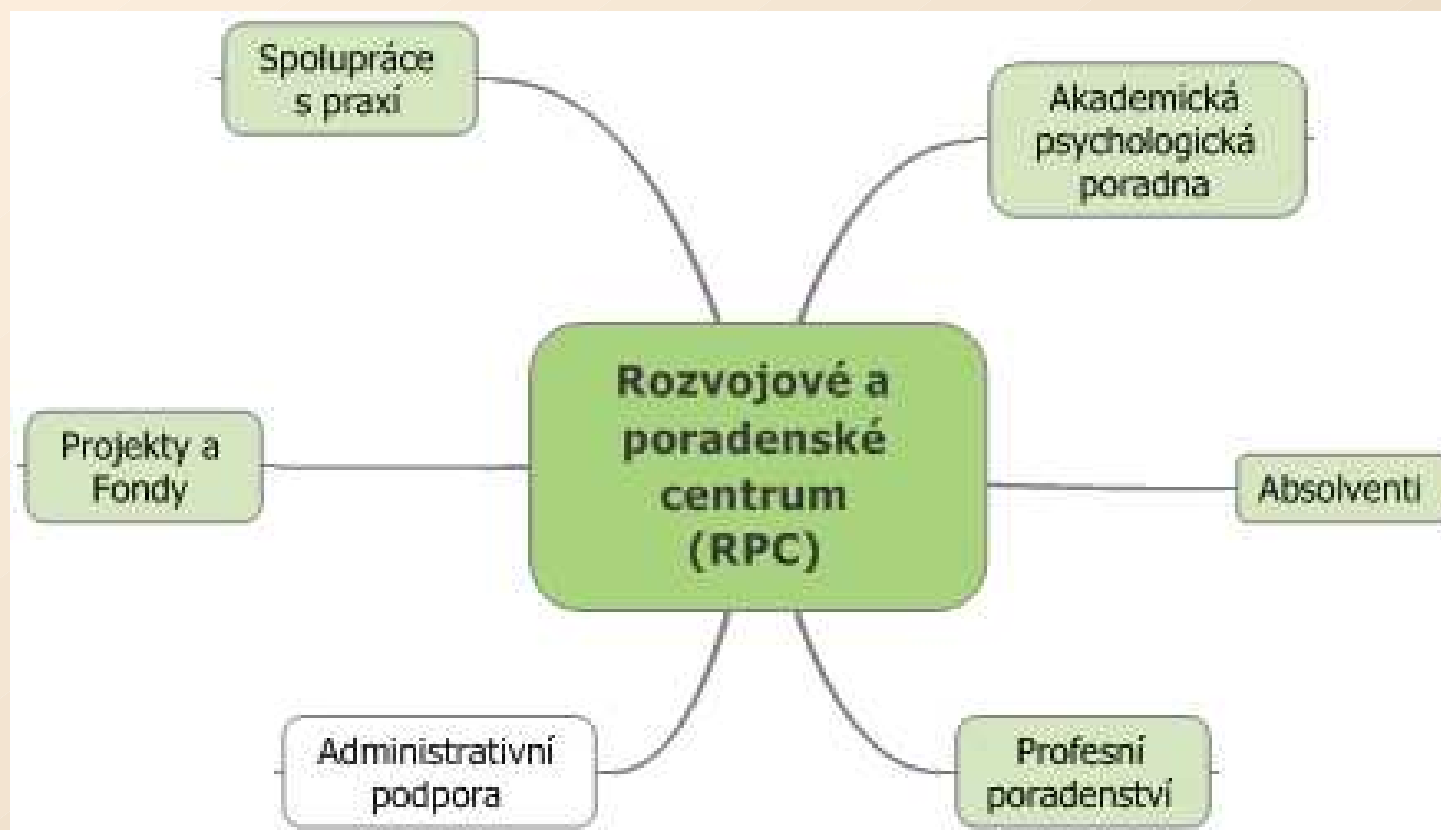 Spolupráce
s praxí
Akademická
psychologická
poradna
Rozvojové a
poradenské
centrum
(RPC)
Projekty a
Fondy
Absolventi
Administrativní
podpora
Profesní
poradenství